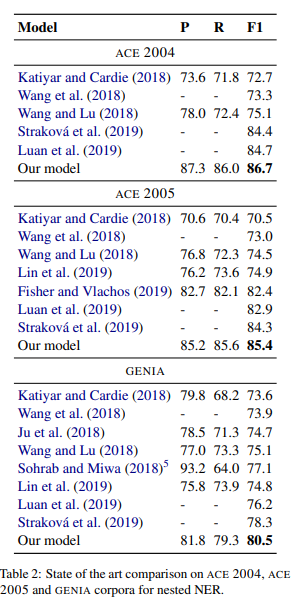 Model P R F1
ACE 2004
Katiyar and Cardie (2018) 73.6 71.8 72.7
Wang et al. (2018) - - 73.3
Wang and Lu (2018) 78.0 72.4 75.1
Straková et al. (2019) - - 84.4
Luan et al. (2019) - - 84.7
Our model 87.3 86.0 86.7
ACE 2005
Katiyar and Cardie (2018) 70.6 70.4 70.5
Wang et al. (2018) - - 73.0
Wang and Lu (2018) 76.8 72.3 74.5
Lin et al. (2019) 76.2 73.6 74.9
Fisher and Vlachos (2019) 82.7 82.1 82.4
Luan et al. (2019) - - 82.9
Straková et al. (2019) - - 84.3
Our model 85.2 85.6 85.4
GENIA
Katiyar and Cardie (2018) 79.8 68.2 73.6
Wang et al. (2018) - - 73.9
Ju et al. (2018) 78.5 71.3 74.7
Wang and Lu (2018) 77.0 73.3 75.1
Sohrab and Miwa (2018)5 93.2 64.0 77.1
Lin et al. (2019) 75.8 73.9 74.8
Luan et al. (2019) - - 76.2
Straková et al. (2019) - - 78.3
Our model 81.8 79.3 80.5
Table 2: State of the art comparison on ACE 2004, ACE
2005 and GENIA corpora for nested NER.